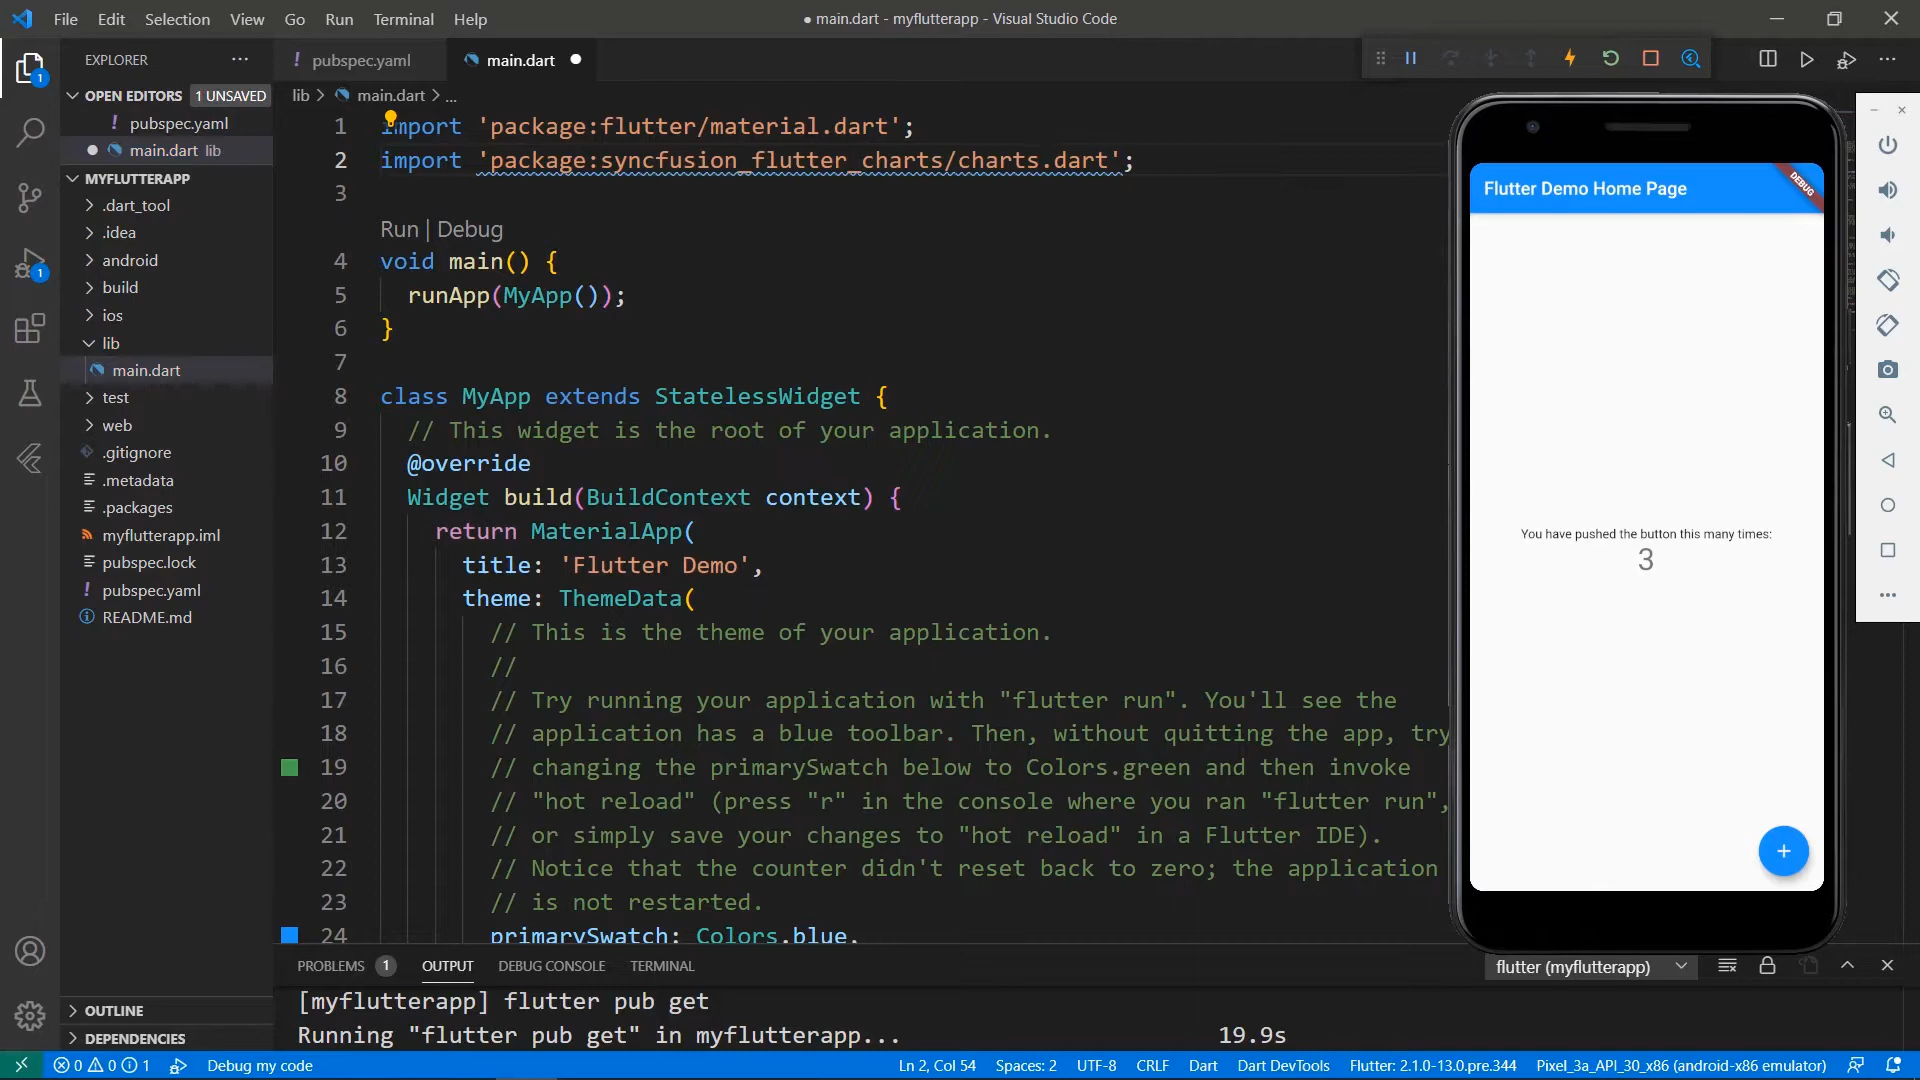 File Edit Selection View Go Run Terminal Help
● main.dart - myflutterapp - Visual Studio Code
EXPLORER
OPEN EDITORS 1 UNSAVED
! pubspec.yaml
main.dart lib
MYFLUTTERAPP
.dart_tool
.idea
android
build
ios
lib
main.dart
test
web
.gitignore
.metadata
.packages
myflutterapp.iml
pubspec.lock
! pubspec.yaml
README.md
OUTLINE
DEPENDENCIES
1
1
! pubspec.yaml
main.dart
lib > main.dart > ...
1 import 'package:flutter/material.dart';
2 import 'package:syncfusion_flutter_charts/charts.dart';
3
Run | Debug
4 void main() {
5 runApp(MyApp());
6 }
7
8 class MyApp extends StatelessWidget {
9 // This widget is the root of your application.
10 @override
11 Widget build(BuildContext context) {
12 return MaterialApp(
13 title: 'Flutter Demo',
14 theme: ThemeData(
15 // This is the theme of your application.
16 //
17 // Try running your application with "flutter run". You'll see the
18 // application has a blue toolbar. Then, without quitting the app, try
19 // changing the primarySwatch below to Colors.green and then invoke
20 // "hot reload" (press "r" in the console where you ran "flutter run",
21 // or simply save your changes to "hot reload" in a Flutter IDE).
22 // Notice that the counter didn't reset back to zero; the application
23 // is not restarted.
24 primarySwatch: Colors.blue,
Flutter Demo Home Page
DEBUG
You have pushed the button this many times:
3
+
PROBLEMS 1 OUTPUT DEBUG CONSOLE TERMINAL
flutter (myflutterapp)
[myflutterapp] flutter pub get
Running "flutter pub get" in myflutterapp... 19.9s
0 0 1 Debug my code
Ln 2, Col 54 Spaces: 2 UTF-8 CRLF Dart Dart DevTools Flutter: 2.1.0-13.0.pre.344 Pixel_3a_API_30_x86 (android-x86 emulator)